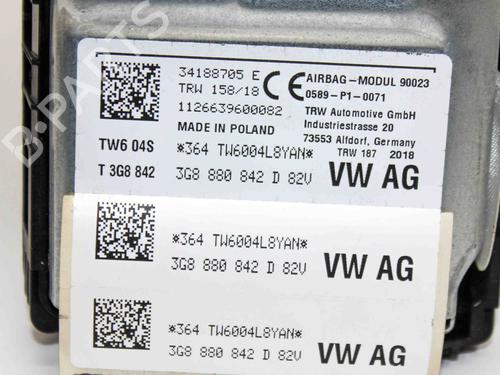 34188705 E
TRW 158/18
1126639600082
MADE IN POLAND
CE
AIRBAG-MODUL 90023
0589-P1-0071
TRW Automotive GmbH
Industriestrasse 20
73553 Alfdorf, Germany
TRW 187 2018
TW6 04S
T 3G8 842
*364 TW6004L8YAN*
3G8 880 842 D 82V
VW AG
*364 TW6004L8YAN*
3G8 880 842 D 82V
VW AG
*364 TW6004L8YAN*
3G8 880 842 D 82V
VW AG
B-PARTS